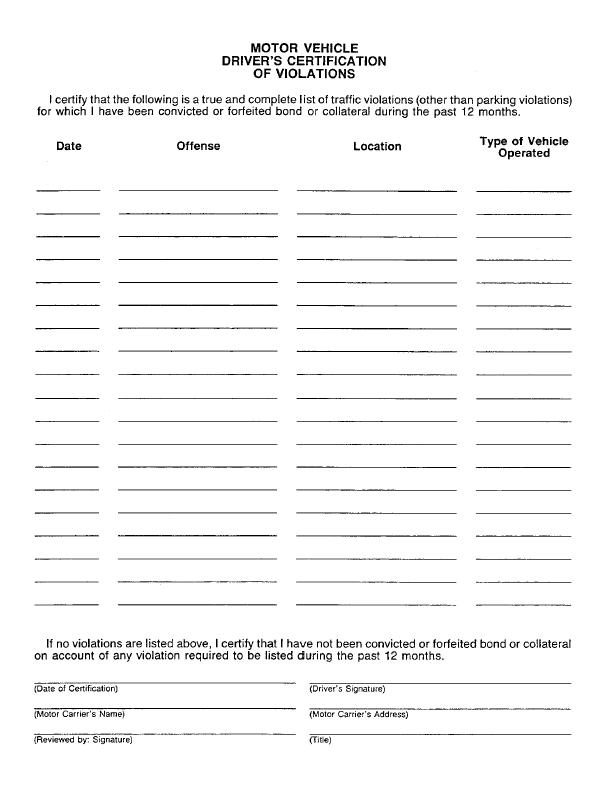 MOTOR VEHICLE
DRIVER'S CERTIFICATION
OF VIOLATIONS
I certify that the following is a true and complete list of traffic violations (other than parking violations)
for which I have been convicted or forfeited bond or collateral during the past 12 months.
Date Offense Location Type of Vehicle
Operated
If no violations are listed above, I certify that I have not been convicted or forfeited bond or collateral
on account of any violation required to be listed during the past 12 months.
(Date of Certification) (Driver's Signature)
(Motor Carrier's Name) (Motor Carrier's Address)
(Reviewed by: Signature) (Title)